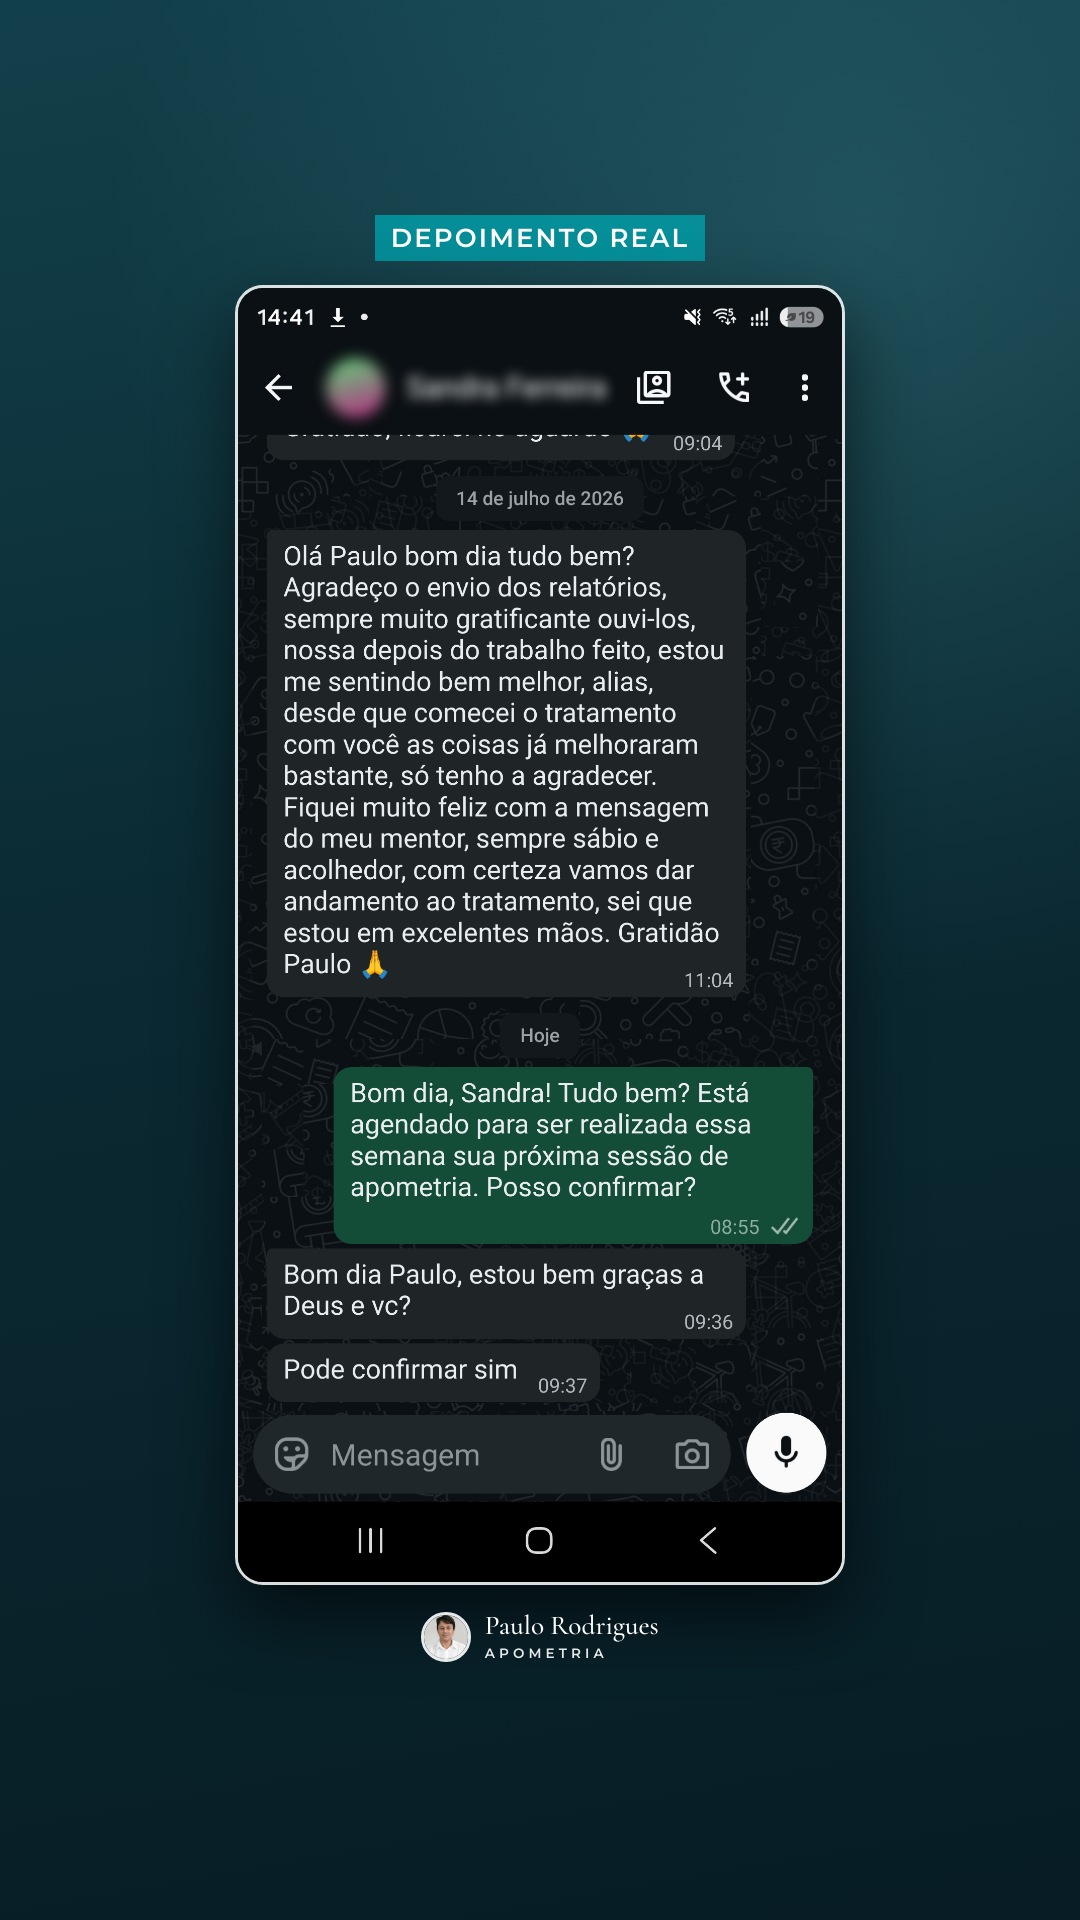 DEPOIMENTO REAL
14:41
19
09:04
14 de julho de 2026
Olá Paulo bom dia tudo bem?
Agradeço o envio dos relatórios,
sempre muito gratificante ouvi-los,
nossa depois do trabalho feito, estou
me sentindo bem melhor, alias,
desde que comecei o tratamento
com você as coisas já melhoraram
bastante, só tenho a agradecer.
Fiquei muito feliz com a mensagem
do meu mentor, sempre sábio e
acolhedor, com certeza vamos dar
andamento ao tratamento, sei que
estou em excelentes mãos. Gratidão
Paulo 🙏
11:04
Hoje
Bom dia, Sandra! Tudo bem? Está
agendado para ser realizada essa
semana sua próxima sessão de
apometria. Posso confirmar?
08:55
Bom dia Paulo, estou bem graças a
Deus e vc?
09:36
Pode confirmar sim
09:37
Mensagem
Paulo Rodrigues
APOMETRIA